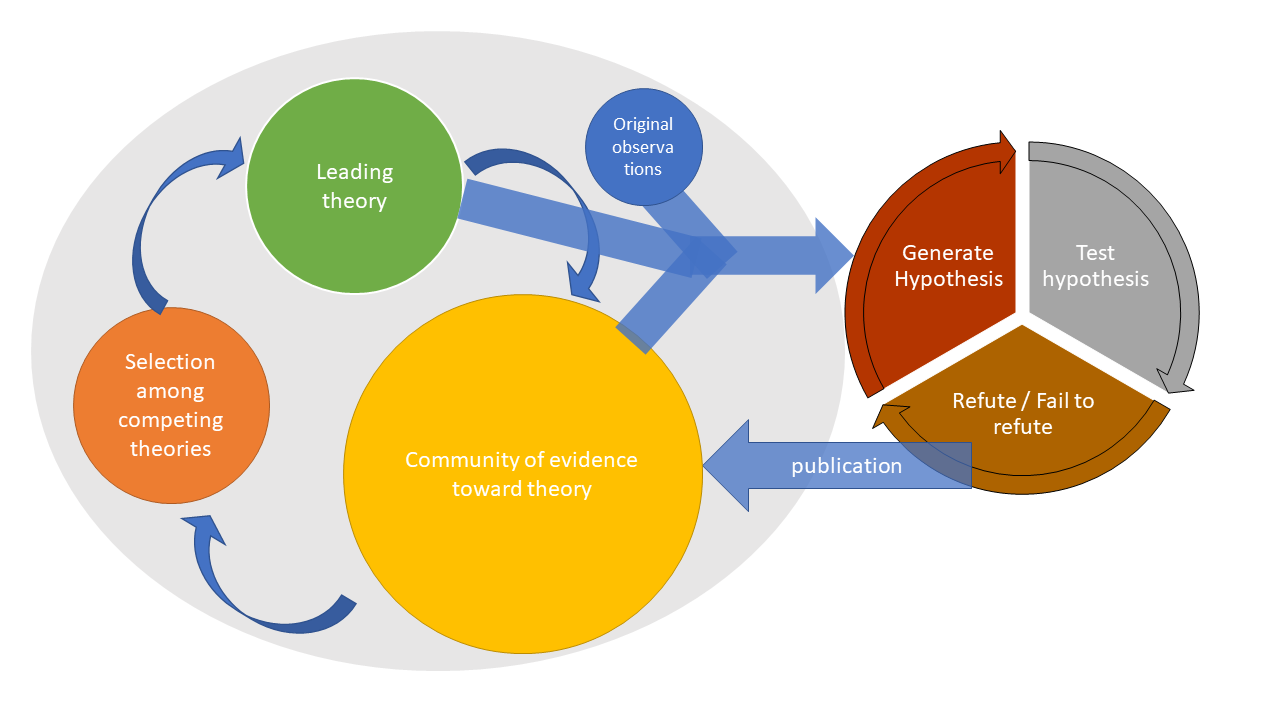 Leading
theory
Original
observa
tions
Generate
Hypothesis
Test
hypothesis
Selection
among
competing
theories
Refute / Fail to
refute
Community of evidence
toward theory
publication